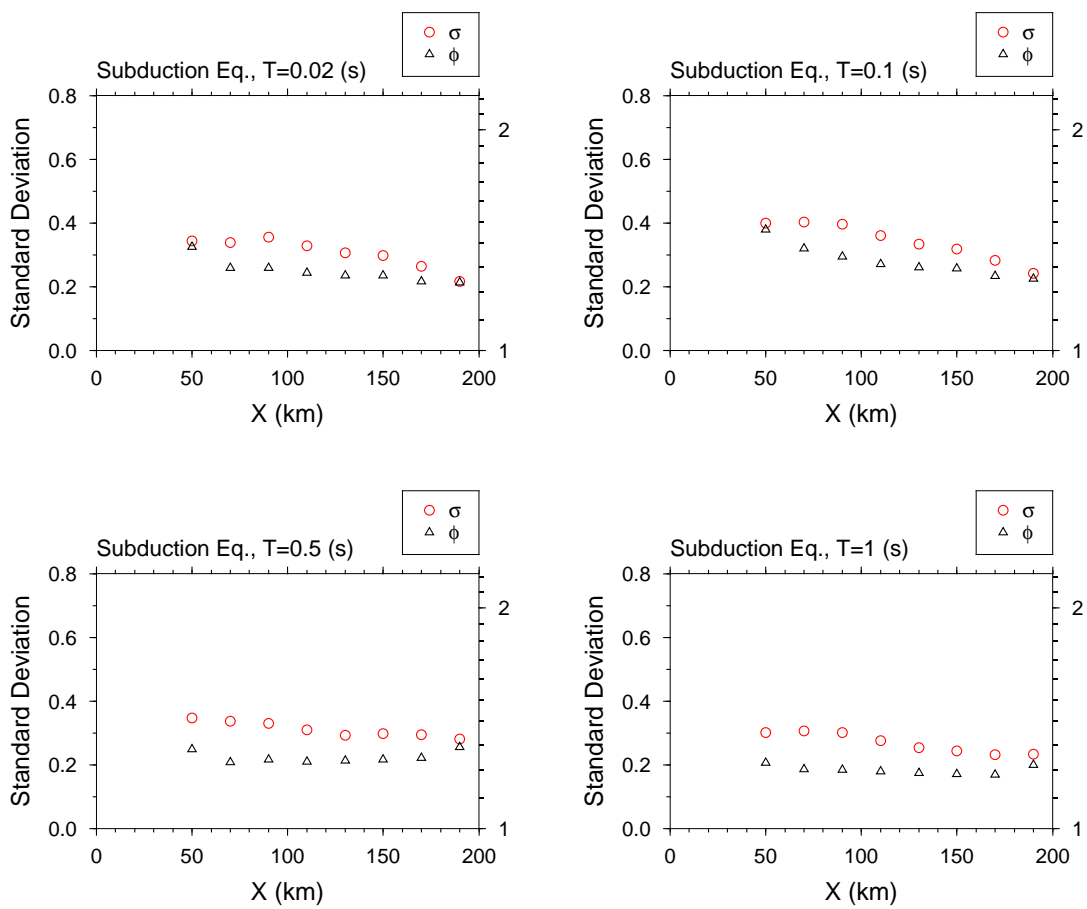 σ
ϕ
Subduction Eq., T=0.02 (s)
0.8
0.6
0.4
0.2
0.0
Standard Deviation
2
1
0 50 100 150 200
X (km)
σ
ϕ
Subduction Eq., T=0.1 (s)
0.8
0.6
0.4
0.2
0.0
Standard Deviation
2
1
0 50 100 150 200
X (km)
σ
ϕ
Subduction Eq., T=0.5 (s)
0.8
0.6
0.4
0.2
0.0
Standard Deviation
2
1
0 50 100 150 200
X (km)
σ
ϕ
Subduction Eq., T=1 (s)
0.8
0.6
0.4
0.2
0.0
Standard Deviation
2
1
0 50 100 150 200
X (km)